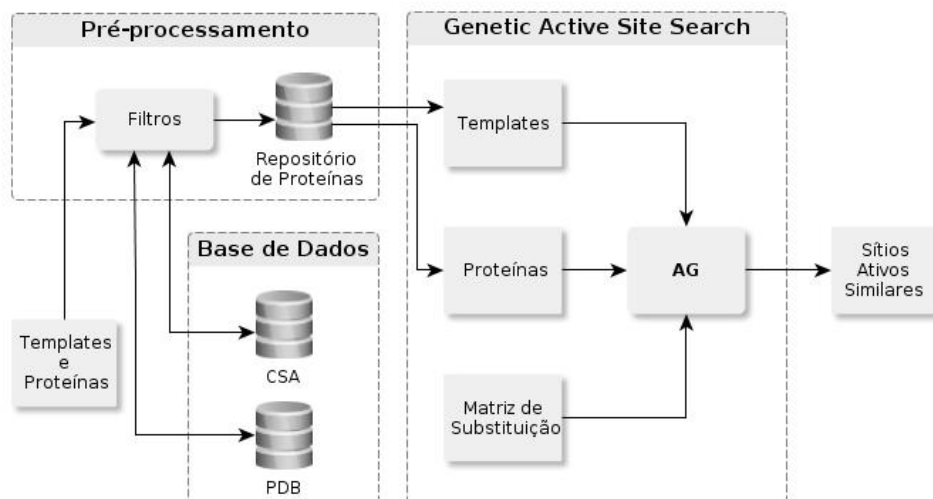 Pré-processamento
Filtros
Repositório
de Proteínas
Base de Dados
Templates
e
Proteínas
CSA
PDB
Genetic Active Site Search
Templates
Proteínas
AG
Matriz de
Substituição
Sítios
Ativos
Similares